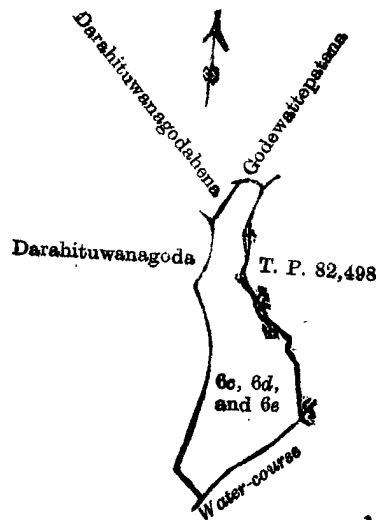 Darahituwanagodahena
Godewattepatana
Darahituwanagoda
T. P. 82,498
6c, 6d,
and 6e
Water-course